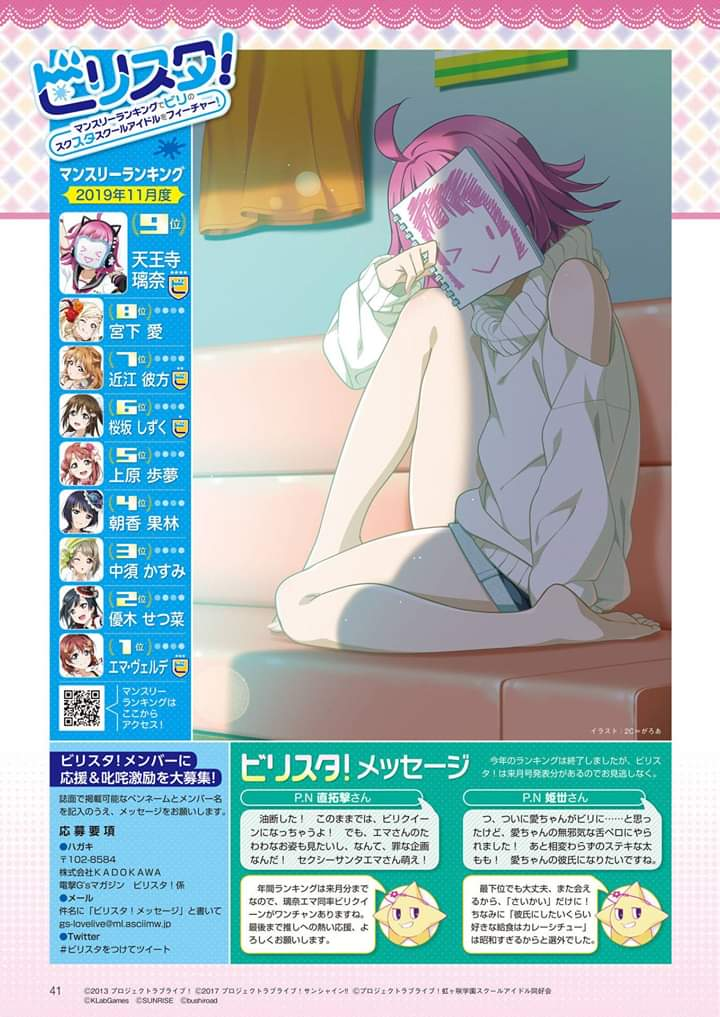 ビリスタ!
マンスリーランキングでビリの
スクスタスクールアイドルをフィーチャー!
マンスリーランキング
2019年11月度
9位
天王寺
璃奈
8位
宮下 愛
7位
近江 彼方
6位
桜坂 しずく
5位
上原 歩夢
4位
朝香 果林
3位
中須 かすみ
2位
優木 せつ菜
1位
エマ・ヴェルデ
マンスリー
ランキングは
ここから
アクセス!
イラスト:2C=がろあ
ビリスタ!メンバーに
応援&叱咤激励を大募集!
誌面で掲載可能なペンネームとメンバー名
を記入のうえ、メッセージをお願いします。
応募要項
●ハガキ
〒102-8584
株式会社KADOKAWA
電撃G'sマガジン ビリスタ!係
●メール
件名に「ビリスタ!メッセージ」と書いて
gs-lovelive@ml.asciimw.jp
●Twitter
#ビリスタをつけてツイート
ビリスタ!メッセージ
今年のランキングは終了しましたが、ビリス
タ!は来月号発表分があるのでお見逃しなく。
P.N 直拓撃さん
油断した! このままでは、ビリクイー
ンになっちゃうよ! でも、エマさんのた
わわなお姿も見たいし、なんて、罪な企画
なんだ! セクシーサンタエマさん萌え!
年間ランキングは来月分まで
なので、璃奈エマ同率ビリクイ
ーンがワンチャンありますね。
最後まで推しへの熱い応援、よ
ろしくお願いします。
P.N 姫丗さん
つ、ついに愛ちゃんがビリに……と思っ
たけど、愛ちゃんの無邪気な舌ペロにやら
れました! あと相変わらずのステキな太
もも! 愛ちゃんの彼氏になりたいですね。
最下位でも大丈夫、また会え
るから、「さいかい」だけに!
ちなみに「彼氏にしたいくらい
好きな給食はカレーシチュー」
は昭和すぎるからと選外でした。
41
©2013 プロジェクトラブライブ! ©2017 プロジェクトラブライブ!サンシャイン!! ©プロジェクトラブライブ!虹ヶ咲学園スクールアイドル同好会
©KLabGames ©SUNRISE ©bushiroad